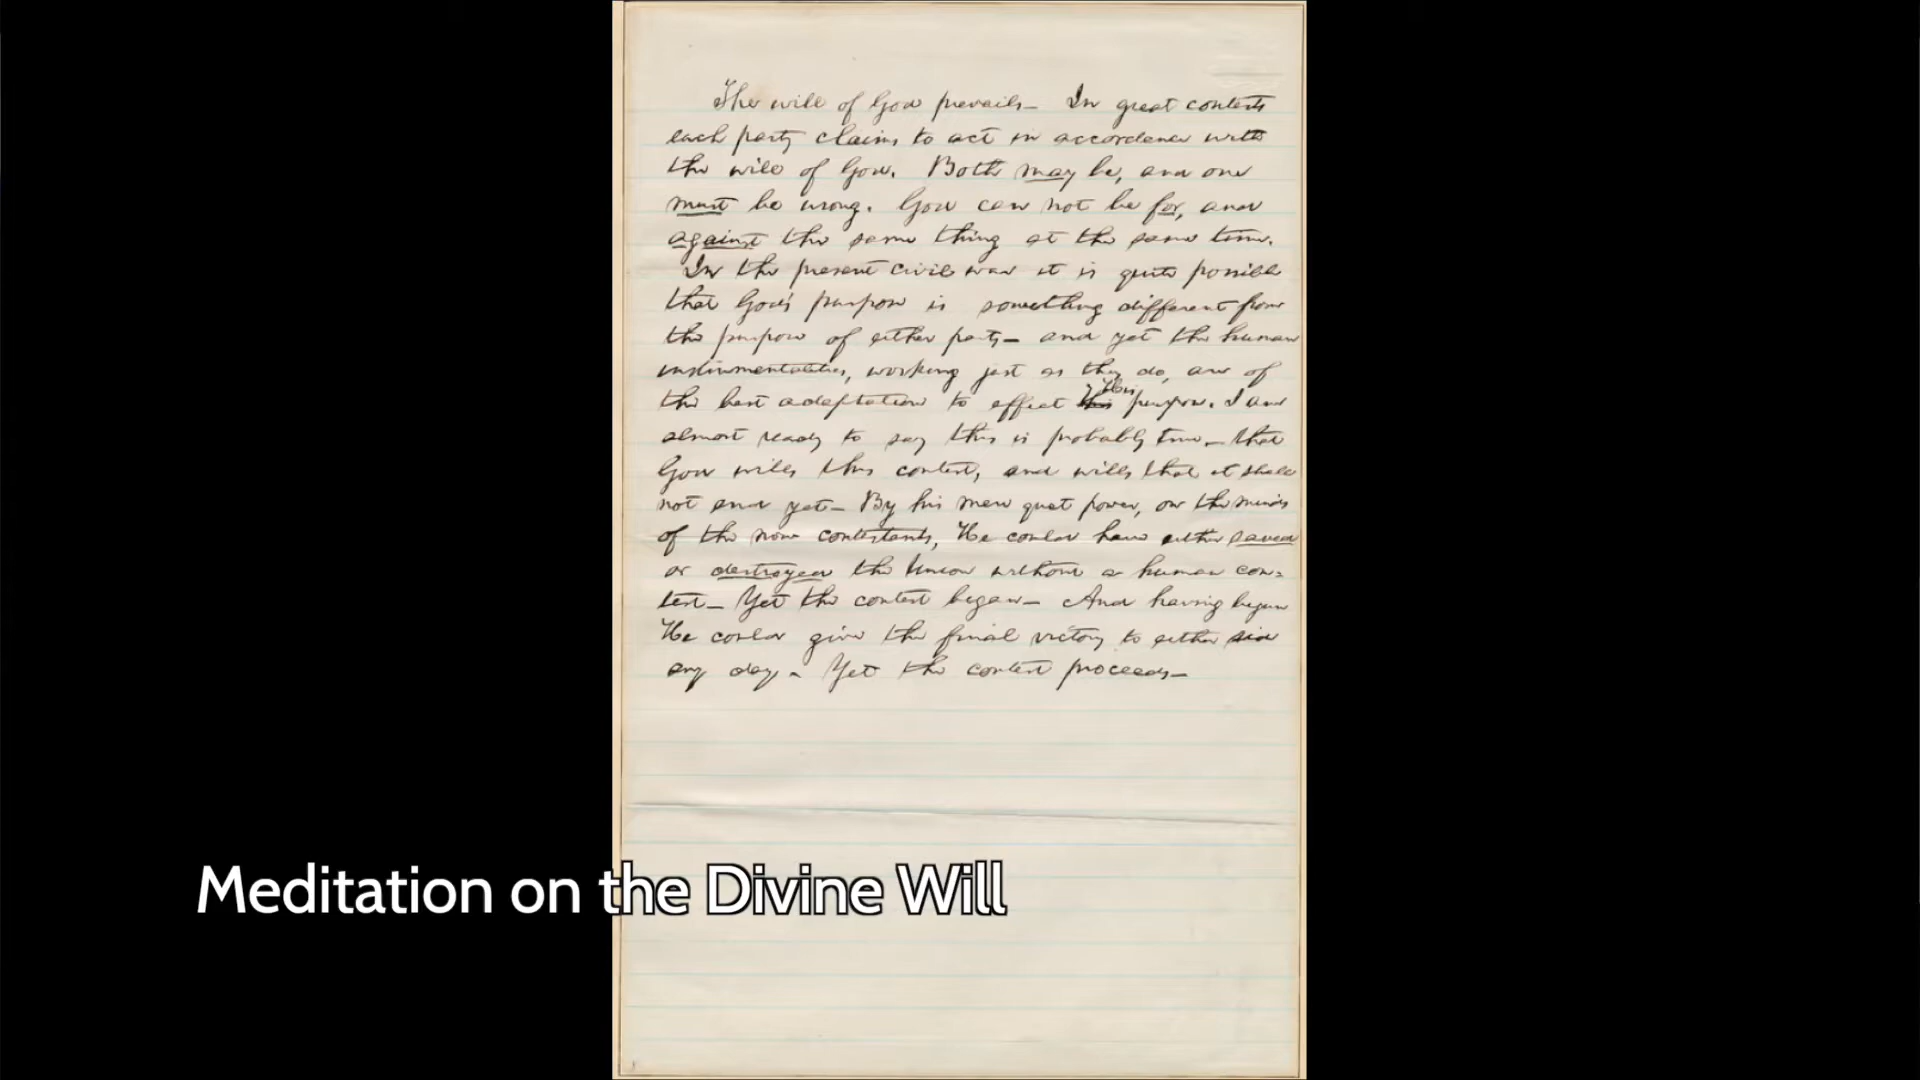 The will of God prevails— In great contests
each party claims to act in accordance with
the will of God. Both may be, and one
must be wrong. God can not be for, and
against the same thing at the same time.
In the present civil war it is quite possible
that God's purpose is something different from
the purpose of either party— and yet the human
instrumentalities, working just as they do, are of
the best adaptation to effect His purpose. I am
almost ready to say this is probably true— that
God wills this contest, and wills that it shall
not end yet— By his mere quiet power, on the minds
of the now contestants, He could have either saved
or destroyed the Union without a human con=
test— Yet the contest began— And having begun
He could give the final victory to either side
any day— Yet the contest proceeds—
Meditation on the Divine Will